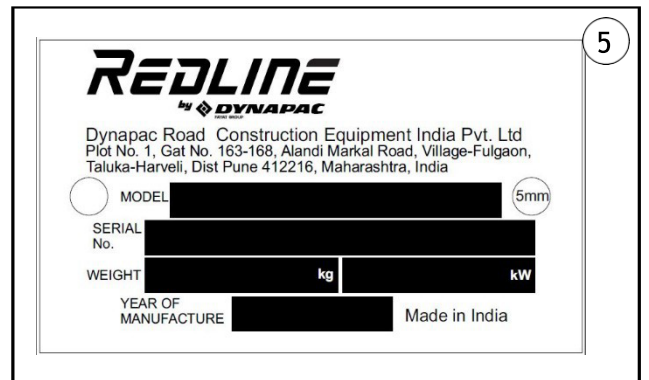 5
REDLINE
by DYNAPAC
FAYAT GROUP
Dynapac Road Construction Equipment India Pvt. Ltd
Plot No. 1, Gat No. 163-168, Alandi Markal Road, Village-Fulgaon,
Taluka-Harveli, Dist Pune 412216, Maharashtra, India
MODEL 5mm
SERIAL
No.
WEIGHT kg kW
YEAR OF
MANUFACTURE Made in India